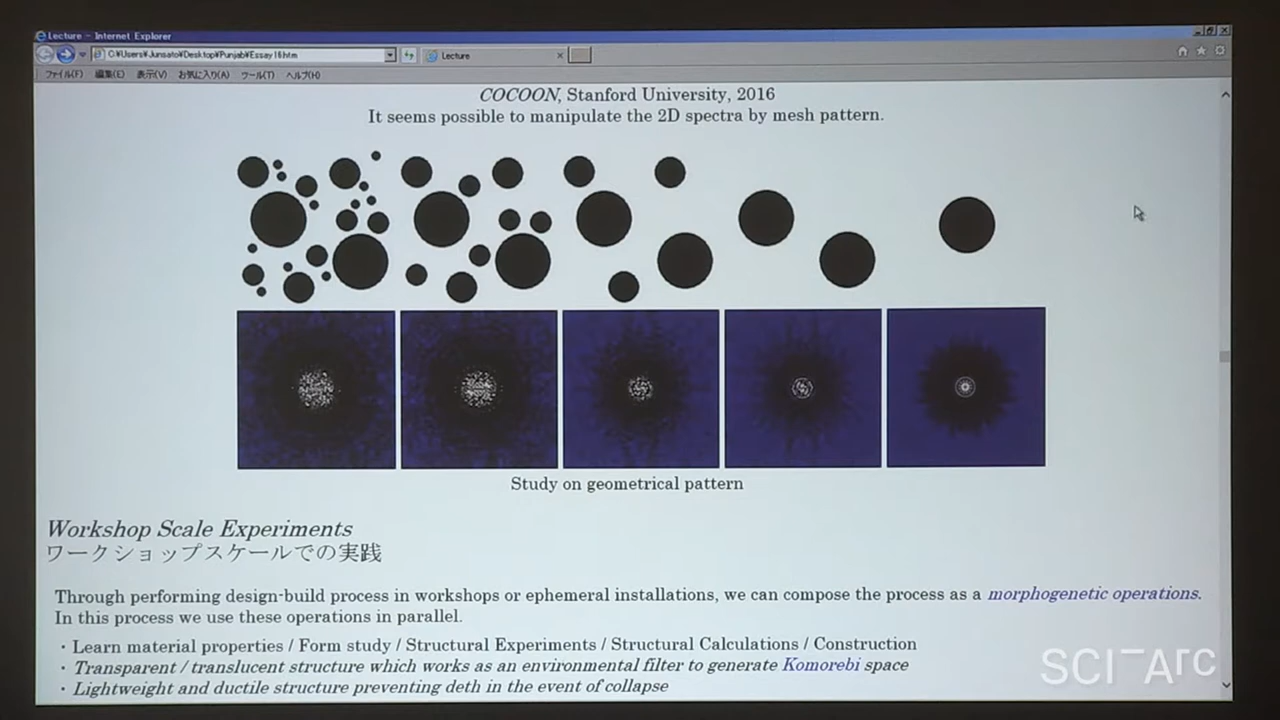 Lecture - Internet Explorer
C:¥Users¥Junsato¥Desktop¥Punjab¥Essay16.htm
Lecture
ファイル(F) 編集(E) 表示(V) お気に入り(A) ツール(T) ヘルプ(H)
COCOON, Stanford University, 2016
It seems possible to manipulate the 2D spectra by mesh pattern.
Study on geometrical pattern
Workshop Scale Experiments
ワークショップスケールでの実践
Through performing design-build process in workshops or ephemeral installations, we can compose the process as a morphogenetic operations.
In this process we use these operations in parallel.
・Learn material properties / Form study / Structural Experiments / Structural Calculations / Construction
・Transparent / translucent structure which works as an environmental filter to generate Komorebi space
・Lightweight and ductile structure preventing deth in the event of collapse
SCI-Arc